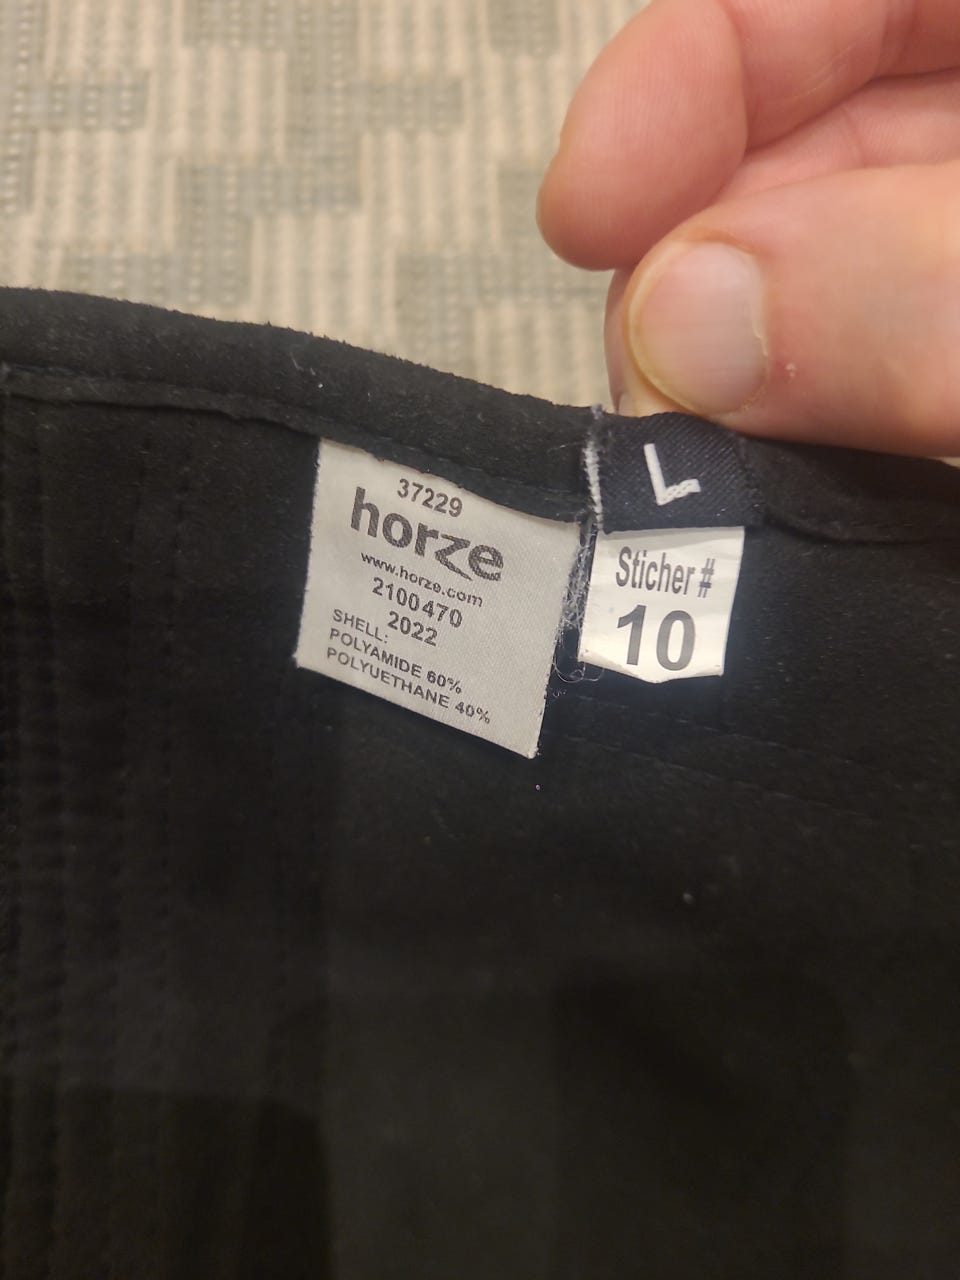 37229
horze
www.horze.com
2100470
2022
SHELL:
POLYAMIDE 60%
POLYUETHANE 40%
L
Sticher #
10